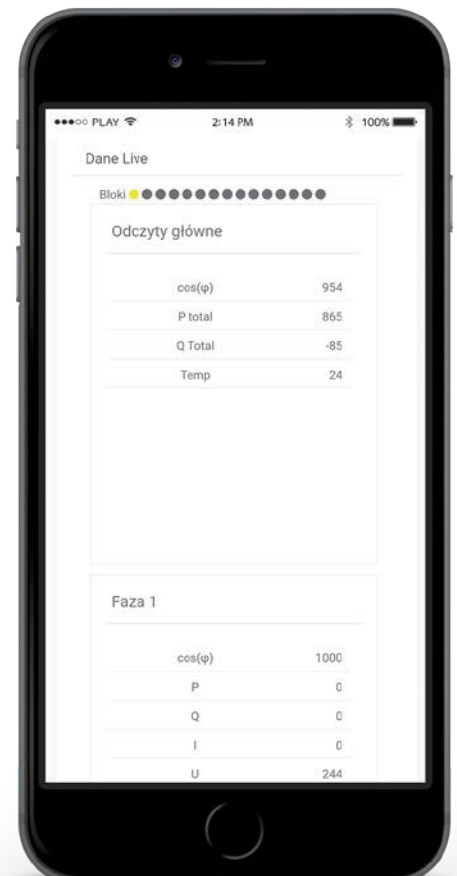 PLAY 2:14 PM 100%
Dane Live
Bloki
Odczyty główne
cos(φ) 954
P total 865
Q Total -85
Temp 24
Faza 1
cos(φ) 1000
P 0
Q 0
I 0
U 244